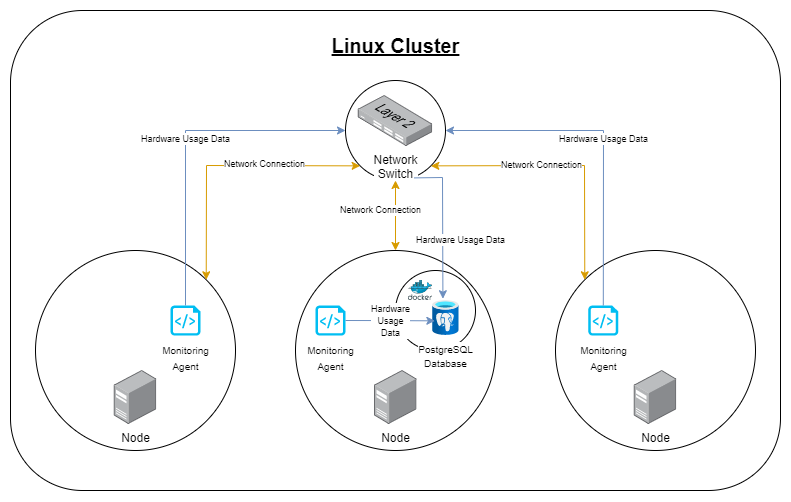 Linux Cluster
Layer 2
Network
Switch
Hardware Usage Data
Hardware Usage Data
Network Connection
Network Connection
Network Connection
Hardware Usage Data
docker
Hardware
Usage
Data
Monitoring
Agent
Monitoring
Agent
PostgreSQL
Database
Monitoring
Agent
Node
Node
Node